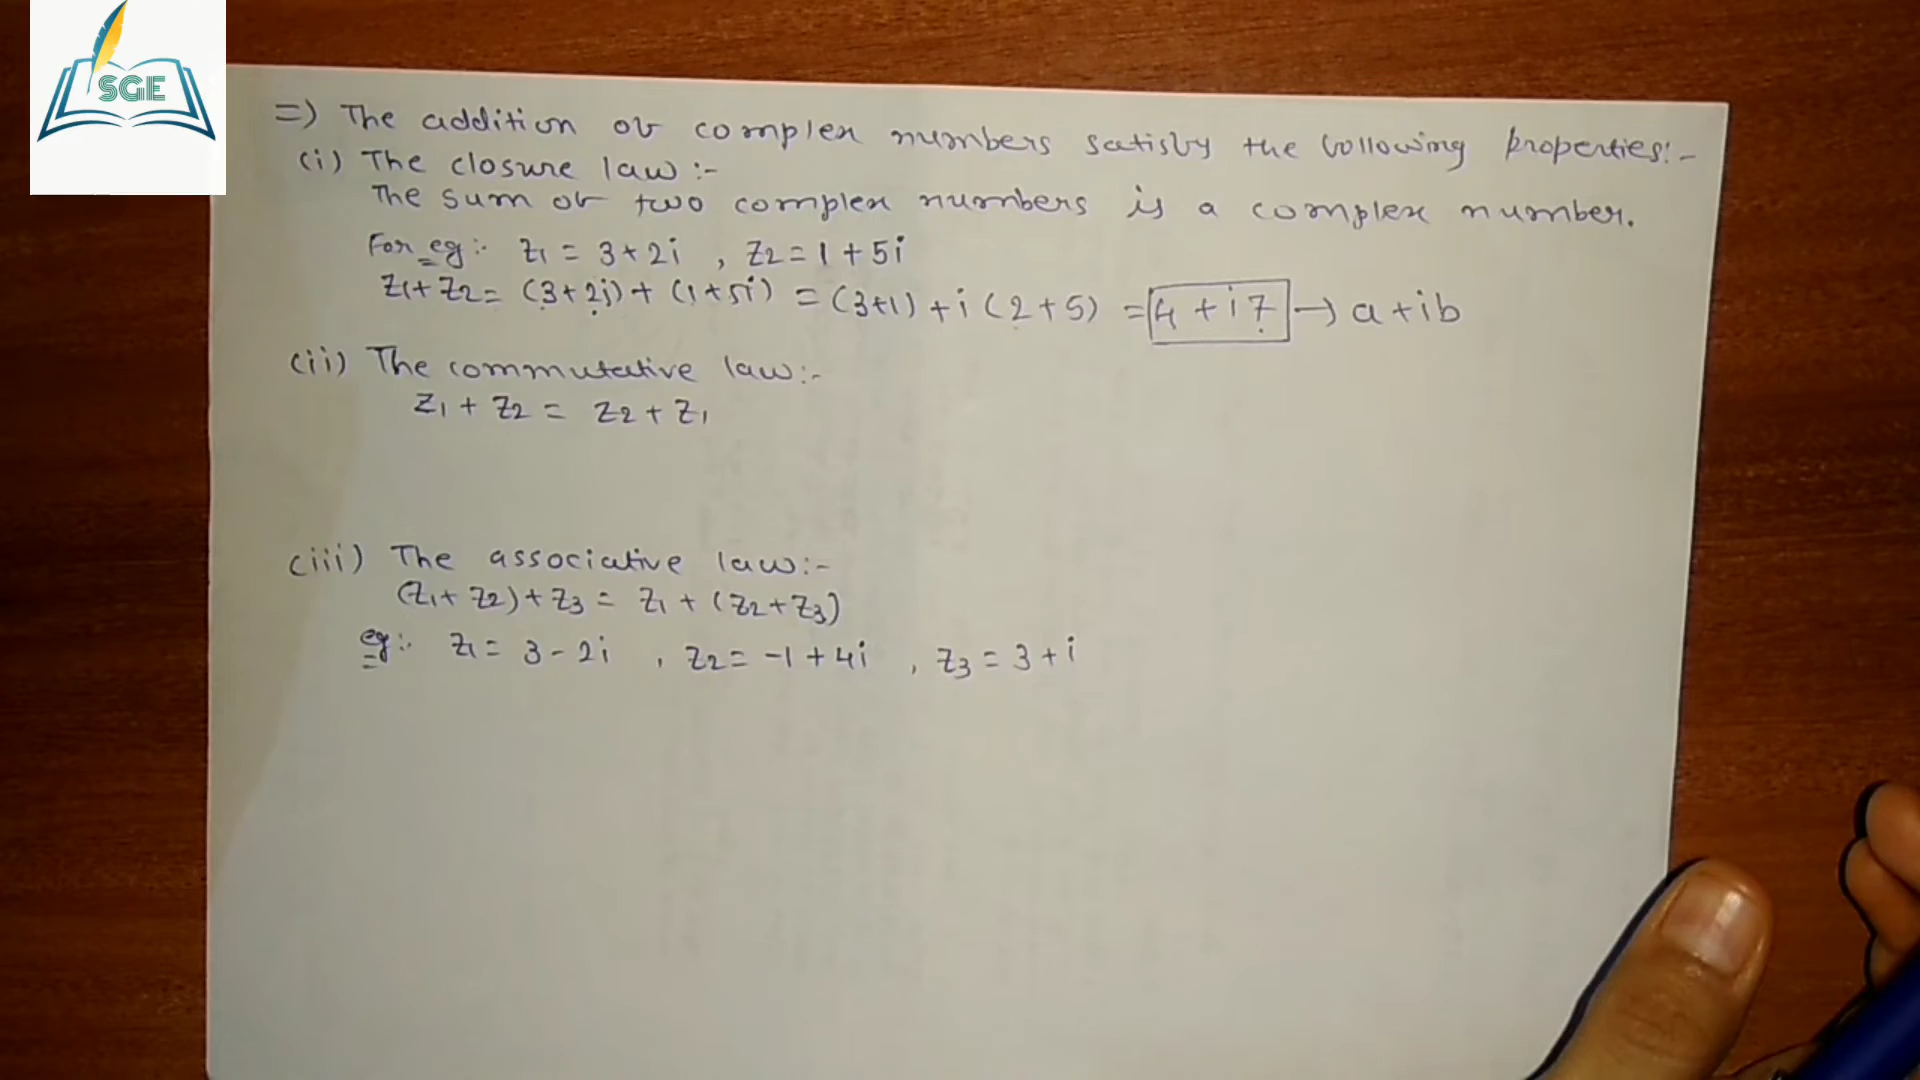 SGE
=) The addition of complex numbers satisfy the following properties:-
(i) The closure law :-
The sum of two complex numbers is a complex number.
For eg:- z1 = 3+2i , z2 = 1+5i
z1+z2 = (3+2i)+(1+5i) = (3+1)+i(2+5) = 4+i7 → a+ib
(ii) The commutative law:-
z1 + z2 = z2 + z1
(iii) The associative law:-
(z1+z2)+z3 = z1+(z2+z3)
eg:- z1 = 3-2i , z2 = -1+4i , z3 = 3+i